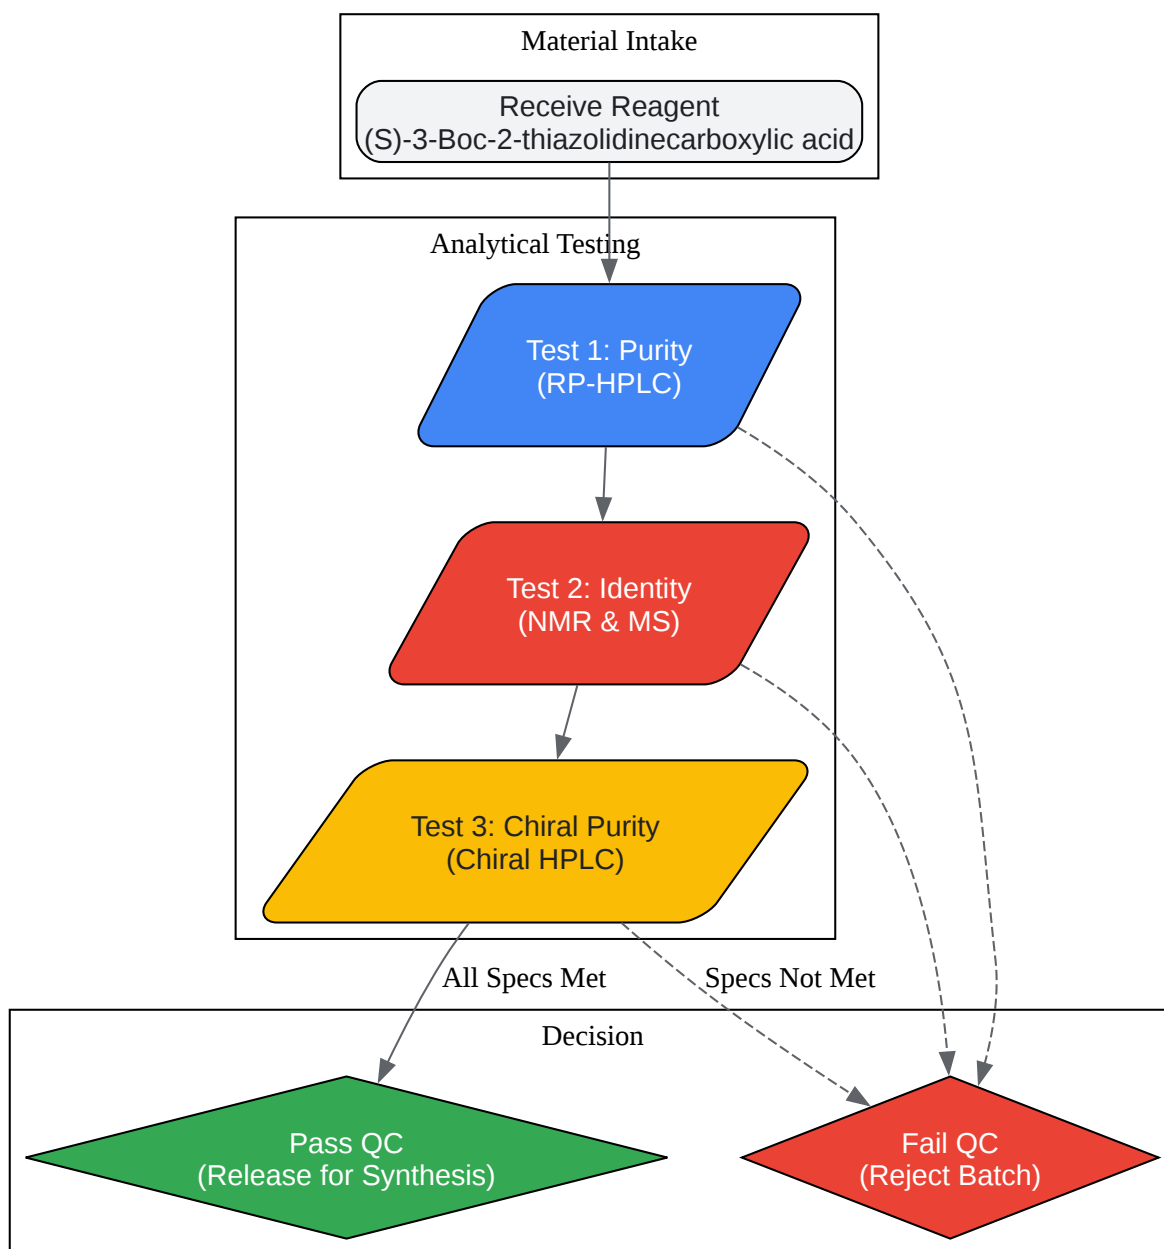 Material Intake
Receive Reagent
(S)-3-Boc-2-thiazolidinecarboxylic acid
Analytical Testing
Test 1: Purity
(RP-HPLC)
Test 2: Identity
(NMR & MS)
Test 3: Chiral Purity
(Chiral HPLC)
All Specs Met
Specs Not Met
Decision
Pass QC
(Release for Synthesis)
Fail QC
(Reject Batch)